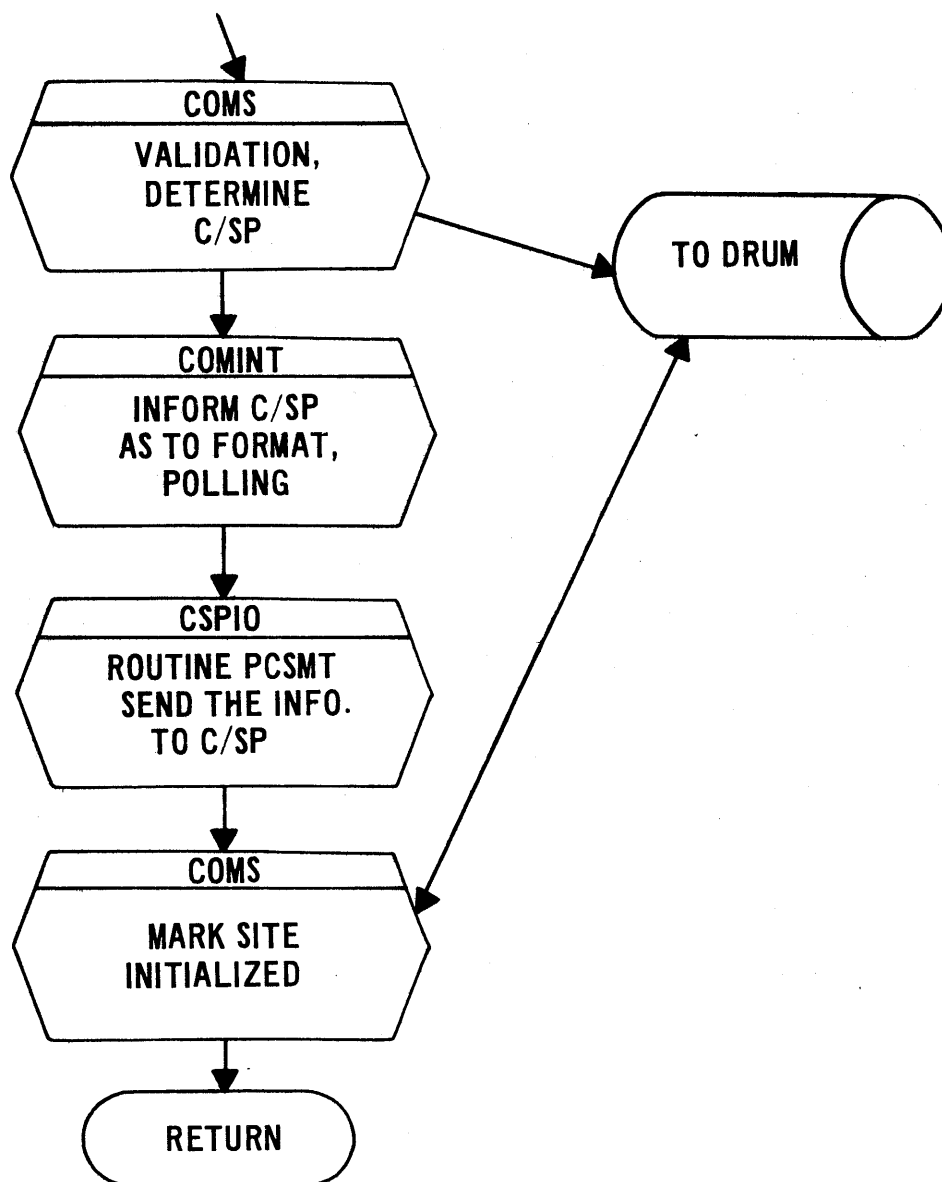 COMS
VALIDATION,
DETERMINE
C/SP
TO DRUM
COMINT
INFORM C/SP
AS TO FORMAT,
POLLING
CSPIO
ROUTINE PCSMT
SEND THE INFO.
TO C/SP
COMS
MARK SITE
INITIALIZED
RETURN